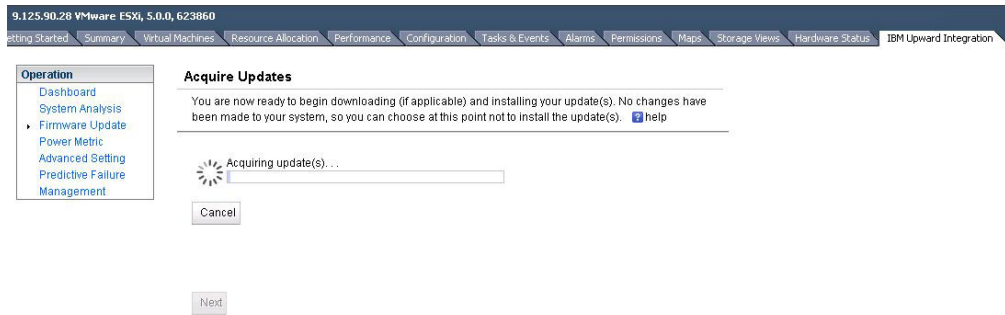 9.125.90.28 VMware ESXi, 5.0.0, 623860
etting Started Summary Virtual Machines Resource Allocation Performance Configuration Tasks & Events Alarms Permissions Maps Storage Views Hardware Status IBM Upward Integration
Operation
Dashboard
System Analysis
Firmware Update
Power Metric
Advanced Setting
Predictive Failure
Management
Acquire Updates
You are now ready to begin downloading (if applicable) and installing your update(s). No changes have
been made to your system, so you can choose at this point not to install the update(s). ? help
Acquiring update(s)...
Cancel
Next